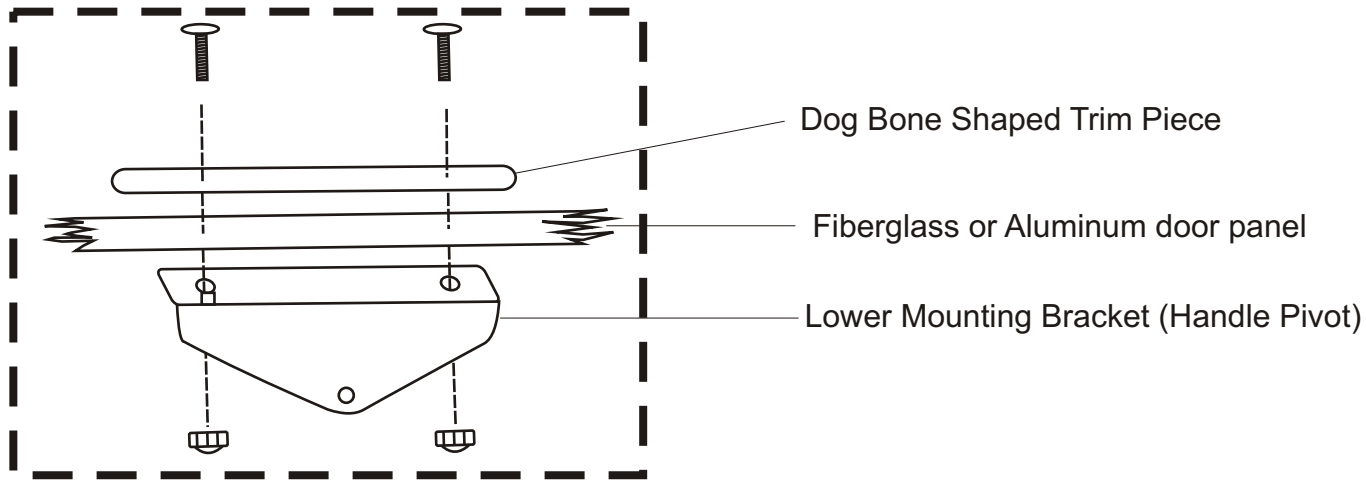 Dog Bone Shaped Trim Piece
Fiberglass or Aluminum door panel
Lower Mounting Bracket (Handle Pivot)